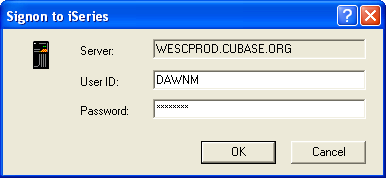 Signon to iSeries
Server: WESCPROD.CUBASE.ORG
User ID: DAWNM
Password: ********
OK Cancel